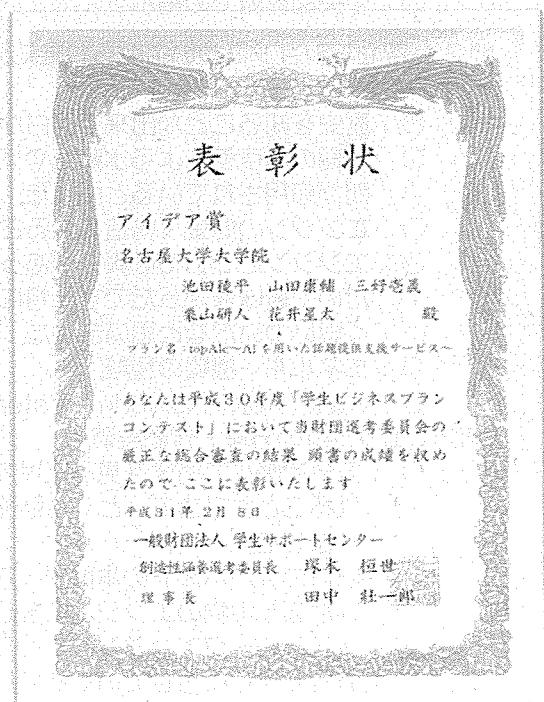 表彰状
アイデア賞
名古屋大学大学院
池田稜平 山田康輔 三好壱晟
栗山研人 花井星太 殿
プラン名：topAIc～AIを用いた話題提供支援サービス～
あなたは平成30年度「学生ビジネスプラン
コンテスト」において当財団選考委員会の
厳正な総合審査の結果 頭書の成績を収め
たので ここに表彰いたします
平成31年 2月 8日
一般財団法人 学生サポートセンター
創造性涵養選考委員長 塚本 恒世
理事長 田中 壮一郎